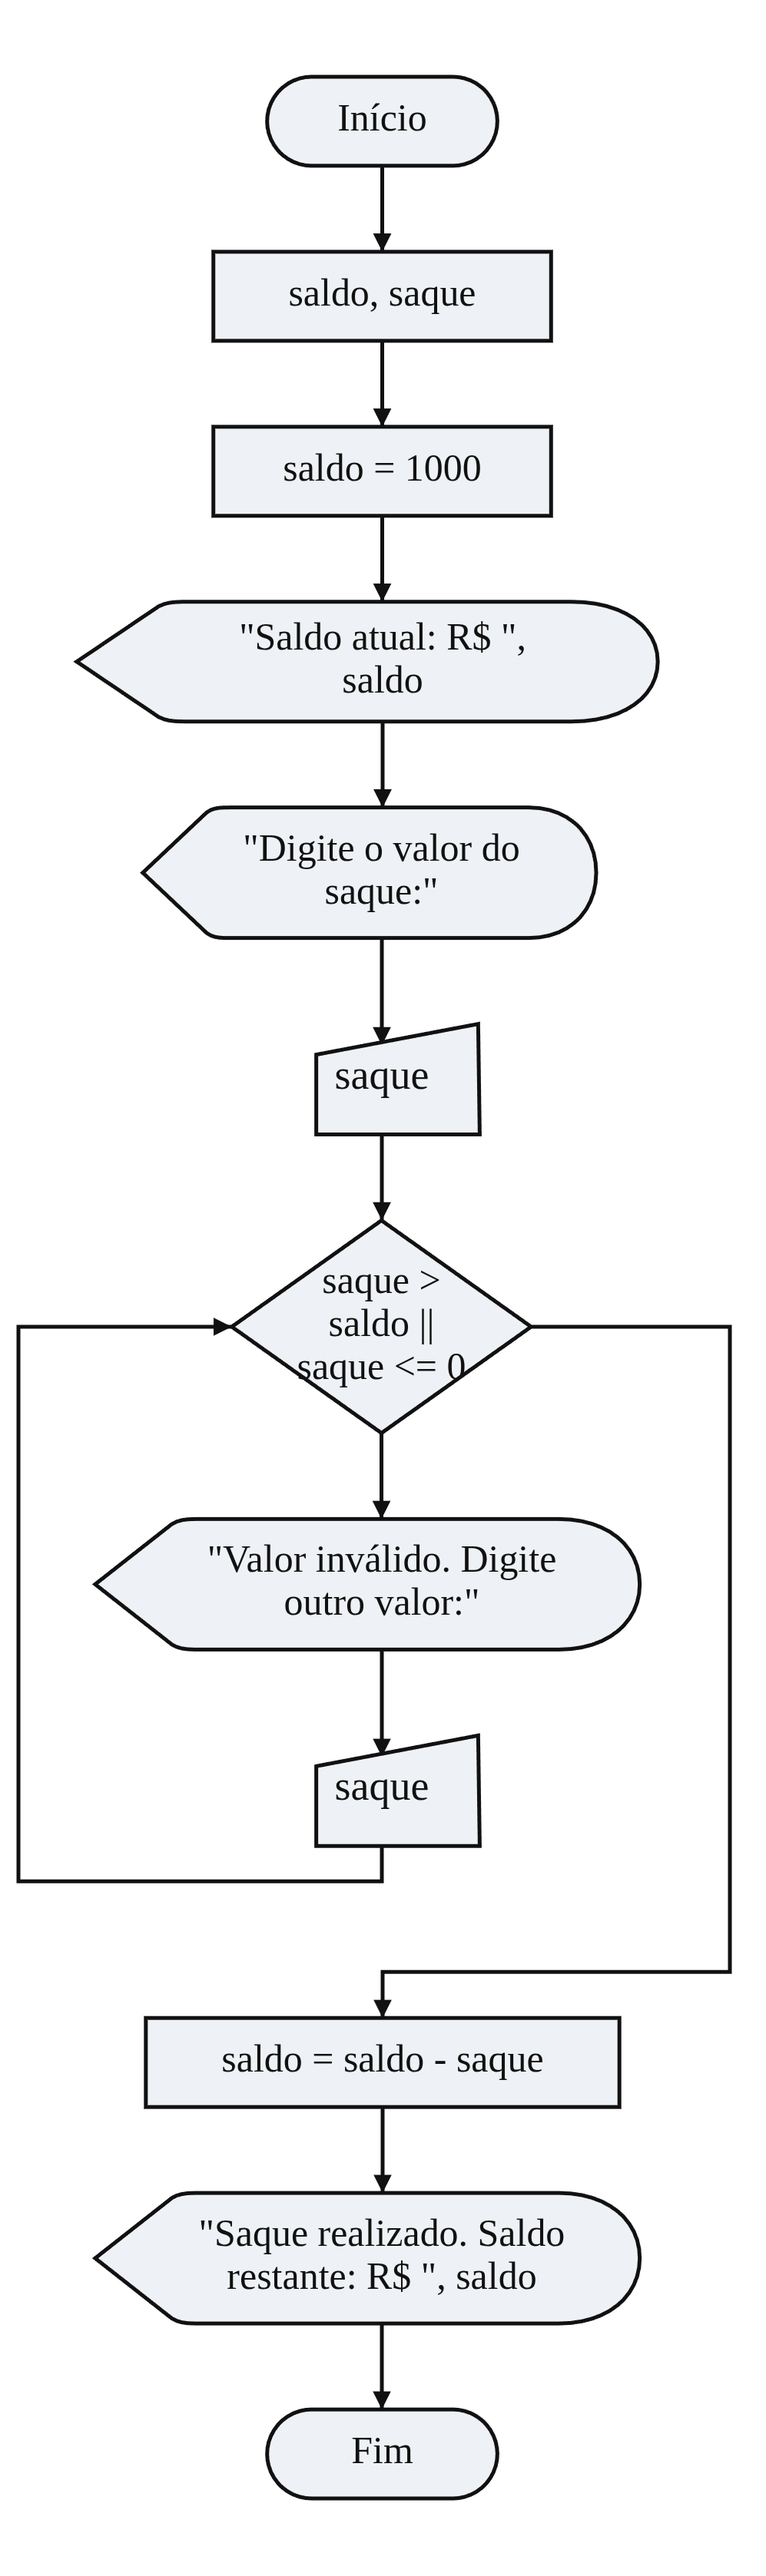 Início
saldo, saque
saldo = 1000
"Saldo atual: R$ ",
saldo
"Digite o valor do
saque:"
saque
saque >
saldo ||
saque <= 0
"Valor inválido. Digite
outro valor:"
saque
saldo = saldo - saque
"Saque realizado. Saldo
restante: R$ ", saldo
Fim